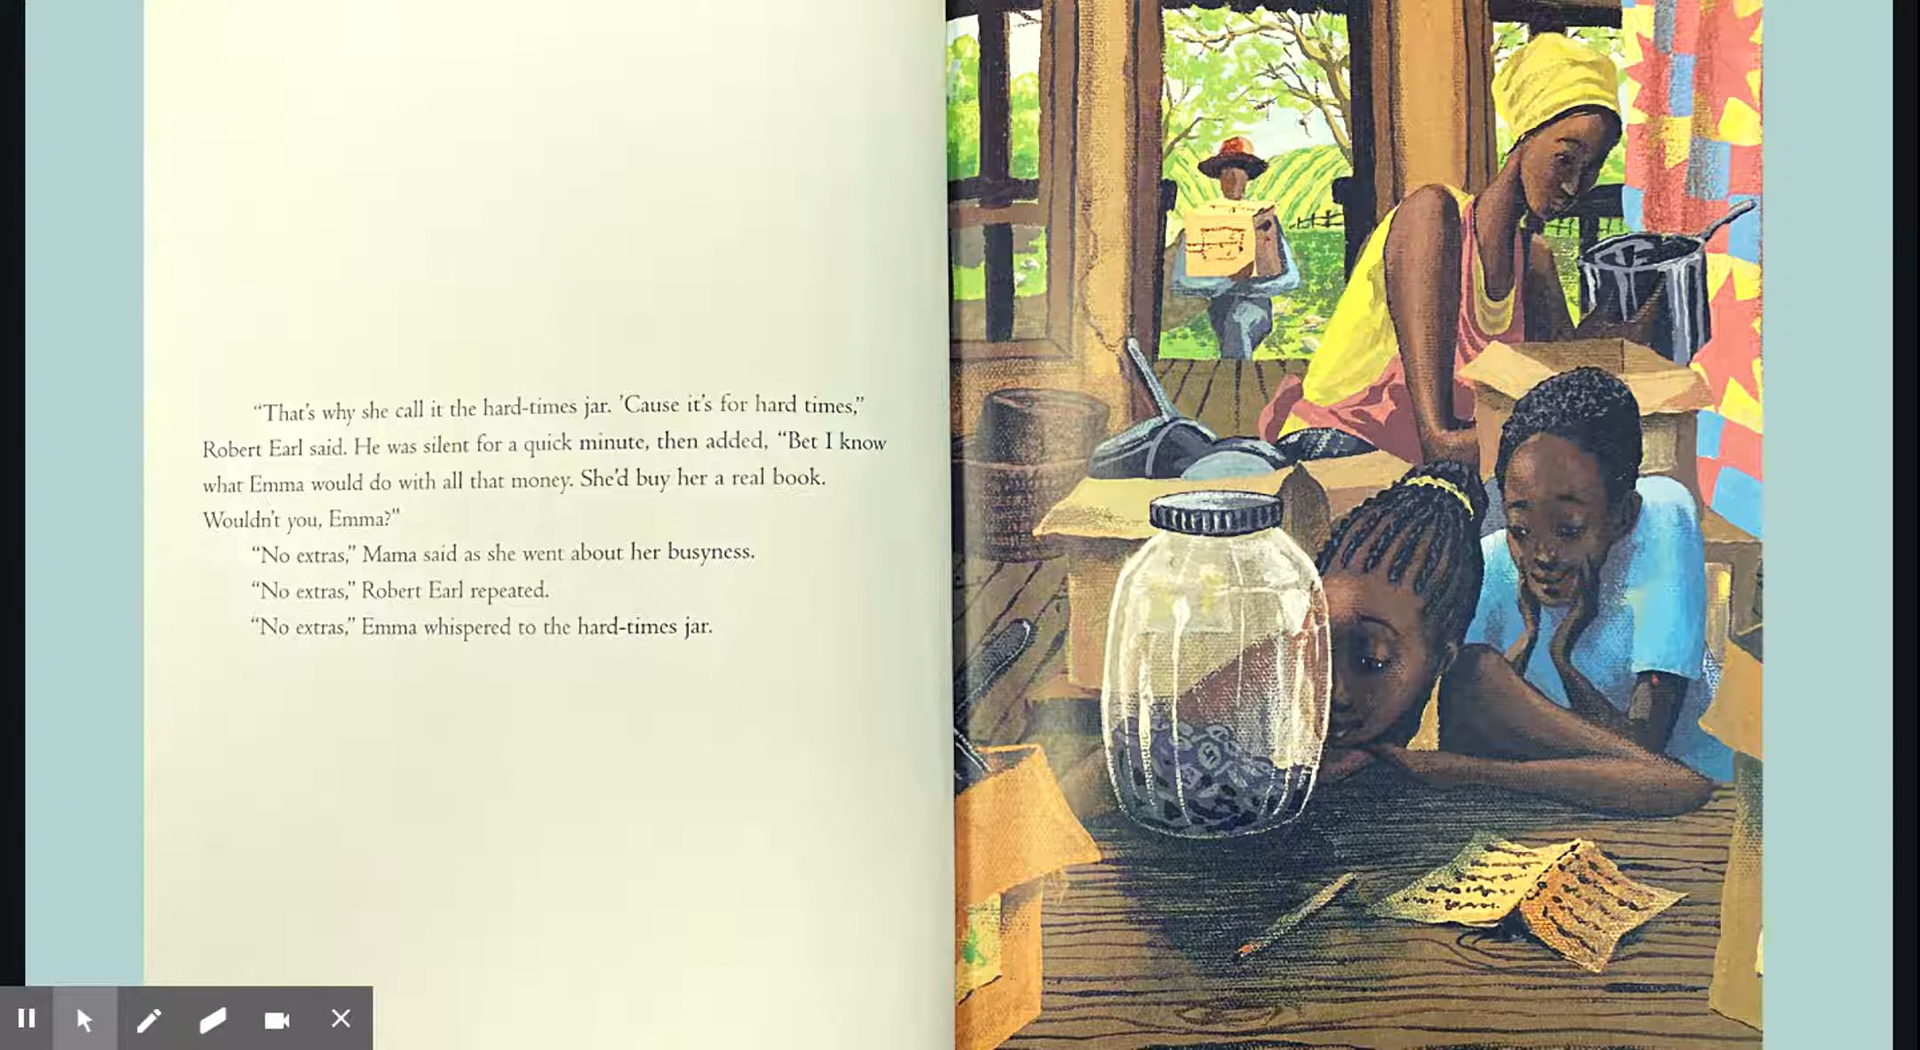 “That’s why she call it the hard-times jar. ’Cause it’s for hard times,”
Robert Earl said. He was silent for a quick minute, then added, “Bet I know
what Emma would do with all that money. She’d buy her a real book.
Wouldn’t you, Emma?”
“No extras,” Mama said as she went about her busyness.
“No extras,” Robert Earl repeated.
“No extras,” Emma whispered to the hard-times jar.